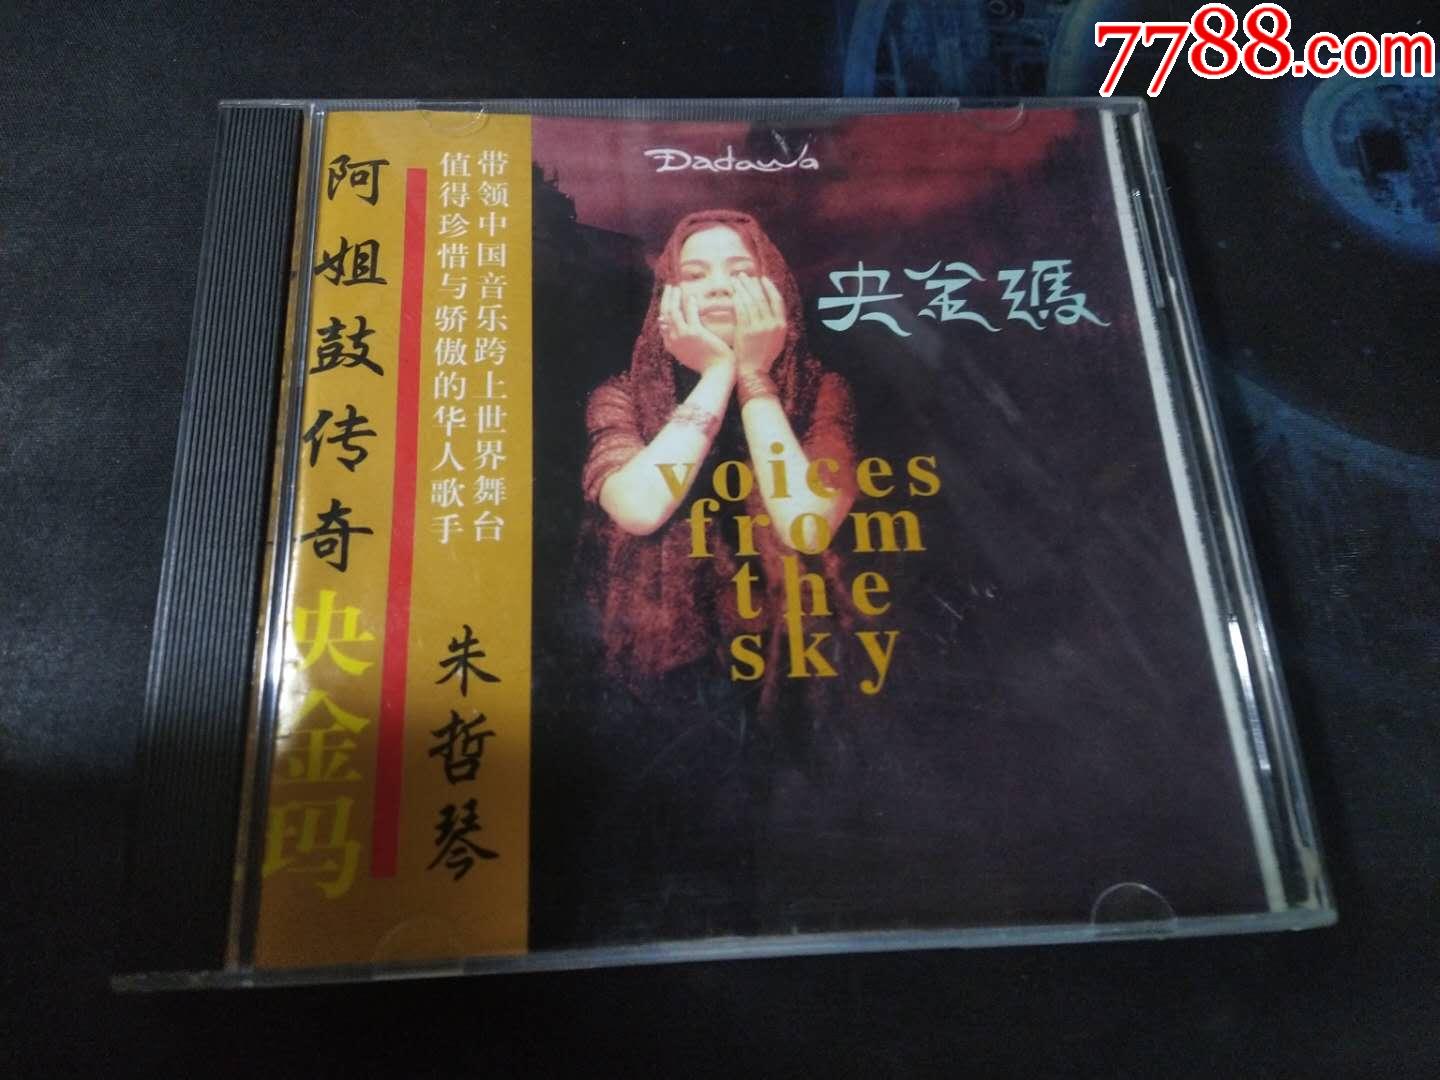 7788.com
阿姐鼓传奇央金玛
带领中国音乐跨上世界舞台
值得珍惜与骄傲的华人歌手
朱哲琴
Dadawa
央金瑪
voices
from
the
sky